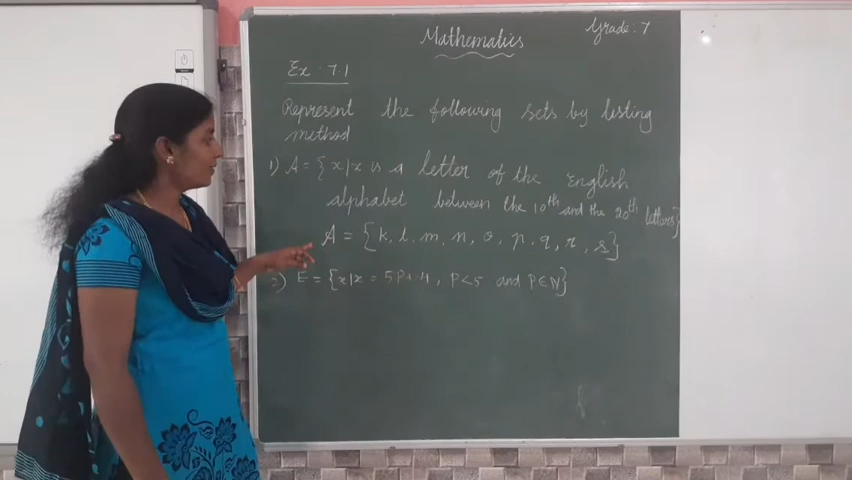 Mathematics
Grade: 7
Ex. 7.1
Represent the following sets by listing
method
1) A = {x|x is a letter of the English
alphabet between the 10th and the 20th letters}
A = {k, l, m, n, o, p, q, r, s}
2) E = {x|x = 5P+4, P<5 and P∈N}